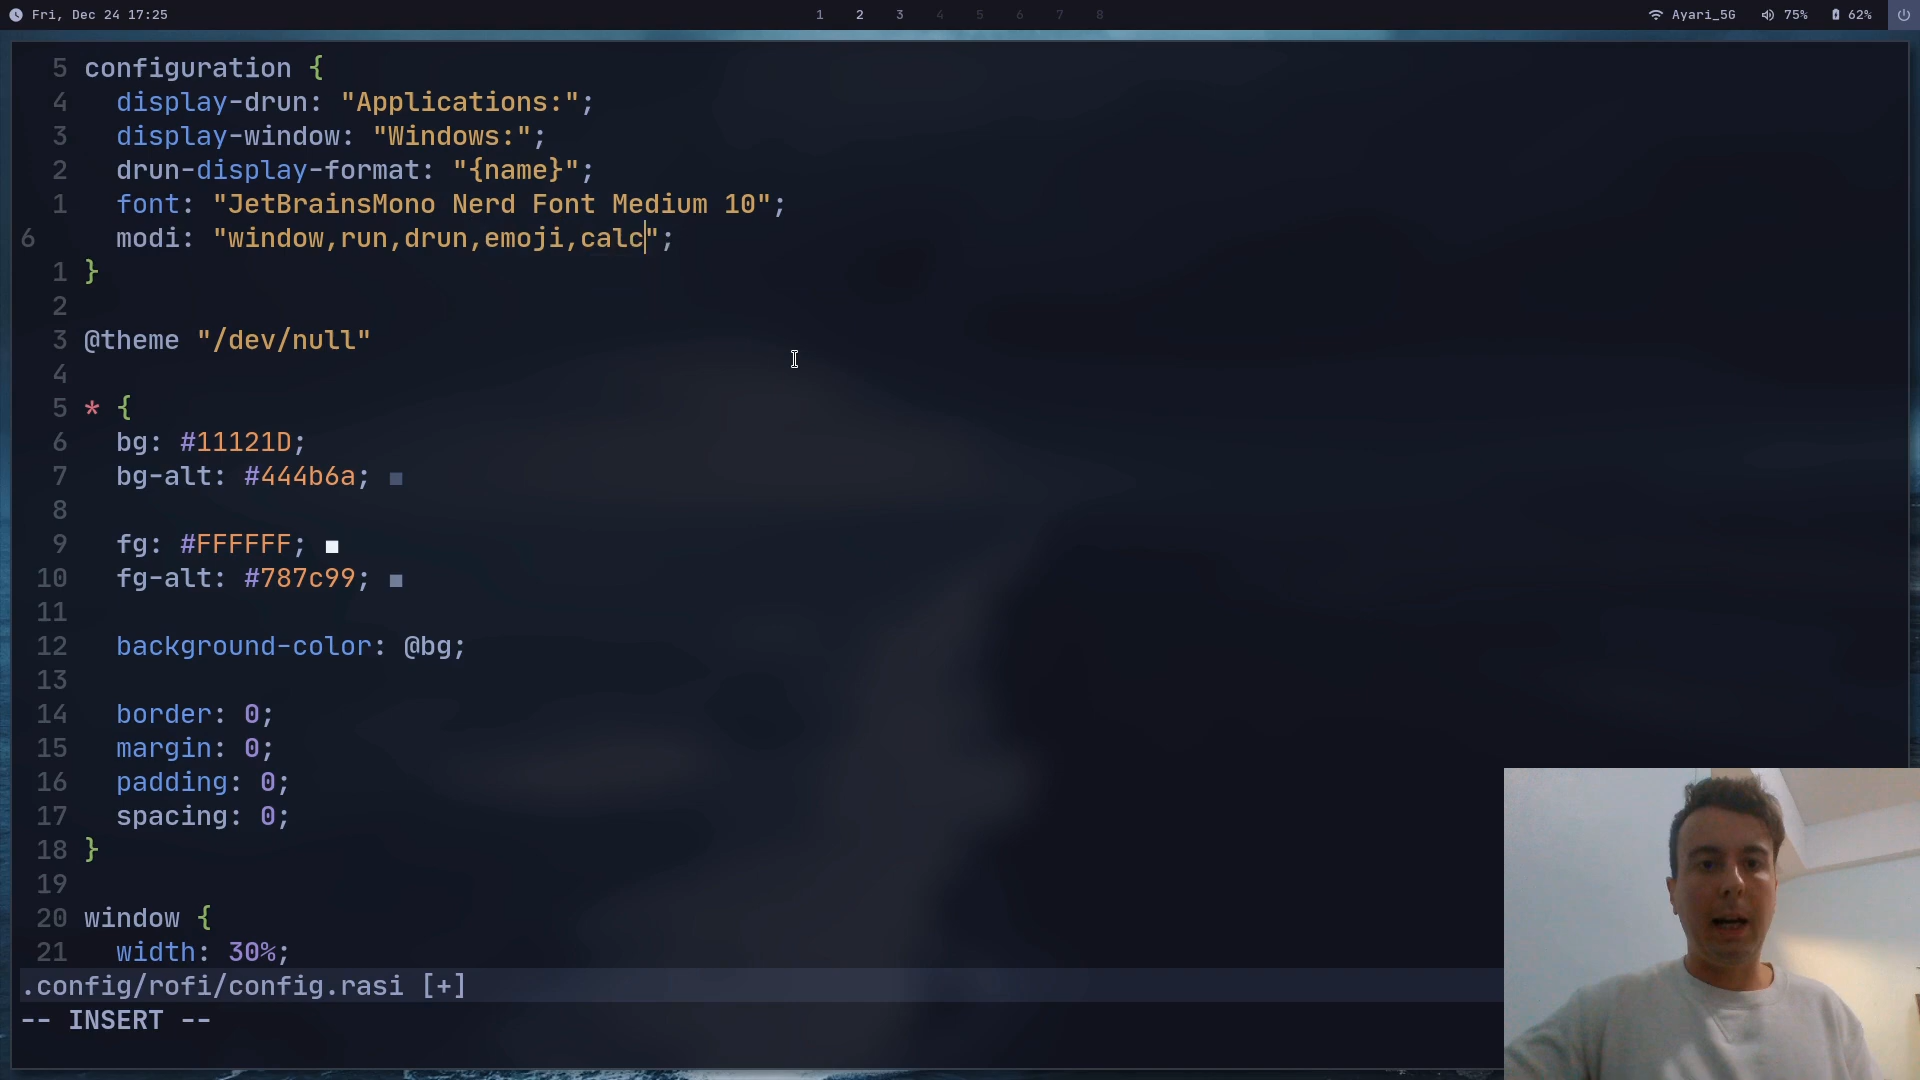 Fri, Dec 24 17:25
1 2 3 4 5 6 7 8
Ayari_5G 75% 62%
5 configuration {
4 display-drun: "Applications:";
3 display-window: "Windows:";
2 drun-display-format: "{name}";
1 font: "JetBrainsMono Nerd Font Medium 10";
6 modi: "window,run,drun,emoji,calc";
1 }
2
3 @theme "/dev/null"
4
5 * {
6 bg: #11121D;
7 bg-alt: #444b6a;
8
9 fg: #FFFFFF;
10 fg-alt: #787c99;
11
12 background-color: @bg;
13
14 border: 0;
15 margin: 0;
16 padding: 0;
17 spacing: 0;
18 }
19
20 window {
21 width: 30%;
.config/rofi/config.rasi [+]
-- INSERT --